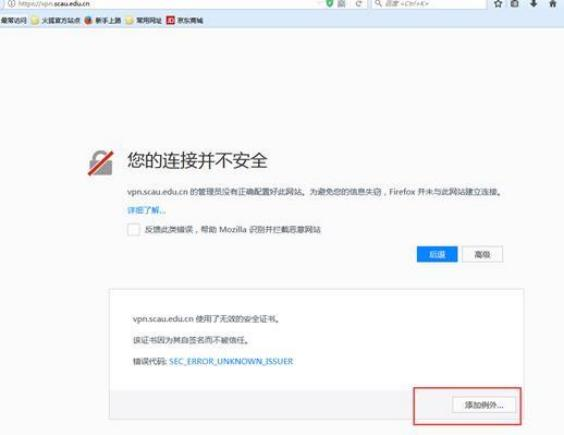 https://vpn.scau.edu.cn
百度 <Ctrl+K>
最常访问 火狐官方站点 新手上路 常用网址 JD 京东商城
您的连接并不安全
vpn.scau.edu.cn 的管理员没有正确配置好此网站。为避免您的信息失窃，Firefox 并未与此网站建立连接。
详细了解...
反馈此类错误，帮助 Mozilla 识别并拦截恶意网站
后退 高级
vpn.scau.edu.cn 使用了无效的安全证书。
该证书因为其自签名而不被信任。
错误代码: SEC_ERROR_UNKNOWN_ISSUER
添加例外...